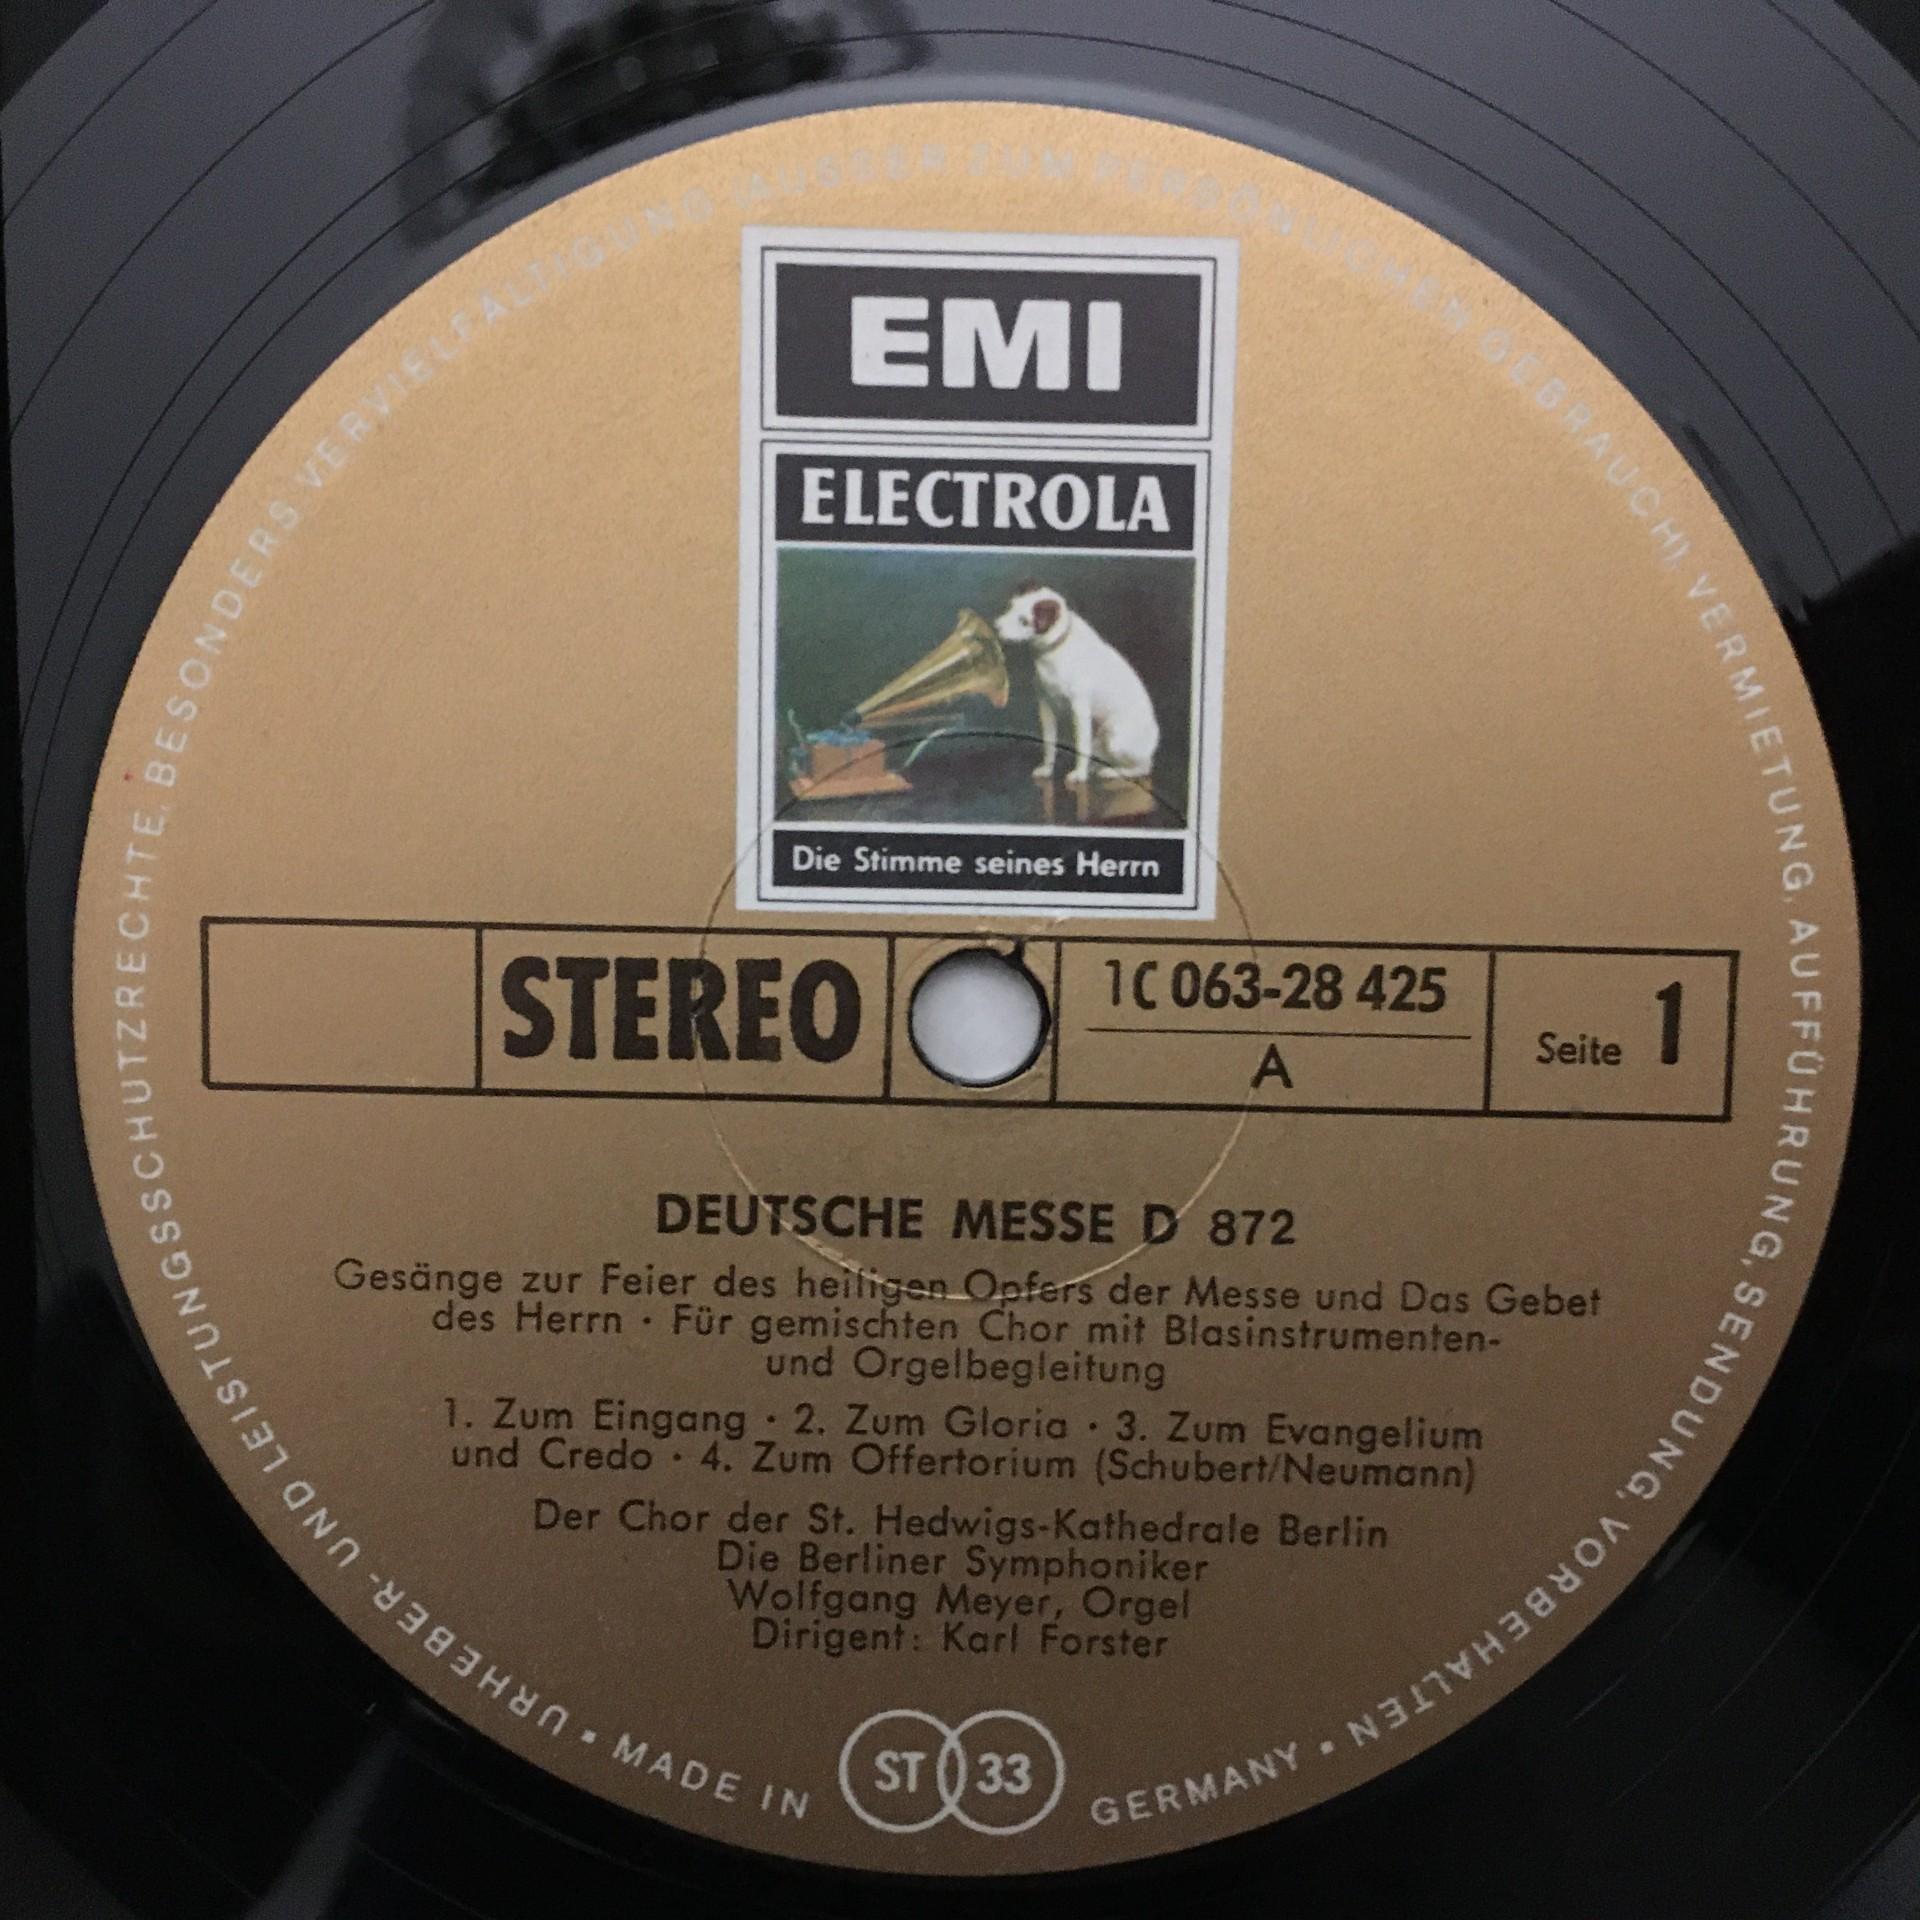 EMI
ELECTROLA
Die Stimme seines Herrn
STEREO
1C 063-28 425
A
Seite 1
DEUTSCHE MESSE D 872
Gesänge zur Feier des heiligen Opfers der Messe und Das Gebet
des Herrn · Für gemischten Chor mit Blasinstrumenten-
und Orgelbegleitung
1. Zum Eingang · 2. Zum Gloria · 3. Zum Evangelium
und Credo · 4. Zum Offertorium (Schubert/Neumann)
Der Chor der St. Hedwigs-Kathedrale Berlin
Die Berliner Symphoniker
Wolfgang Meyer, Orgel
Dirigent: Karl Forster
ST 33
URHEBER- UND LEISTUNGSSCHUTZRECHTE, BESONDERS VERVIELFÄLTIGUNG (AUSSER ZUM PERSÖNLICHEN GEBRAUCH), VERMIETUNG, AUFFÜHRUNG, SENDUNG, VORBEHALTEN ▪ MADE IN GERMANY ▪